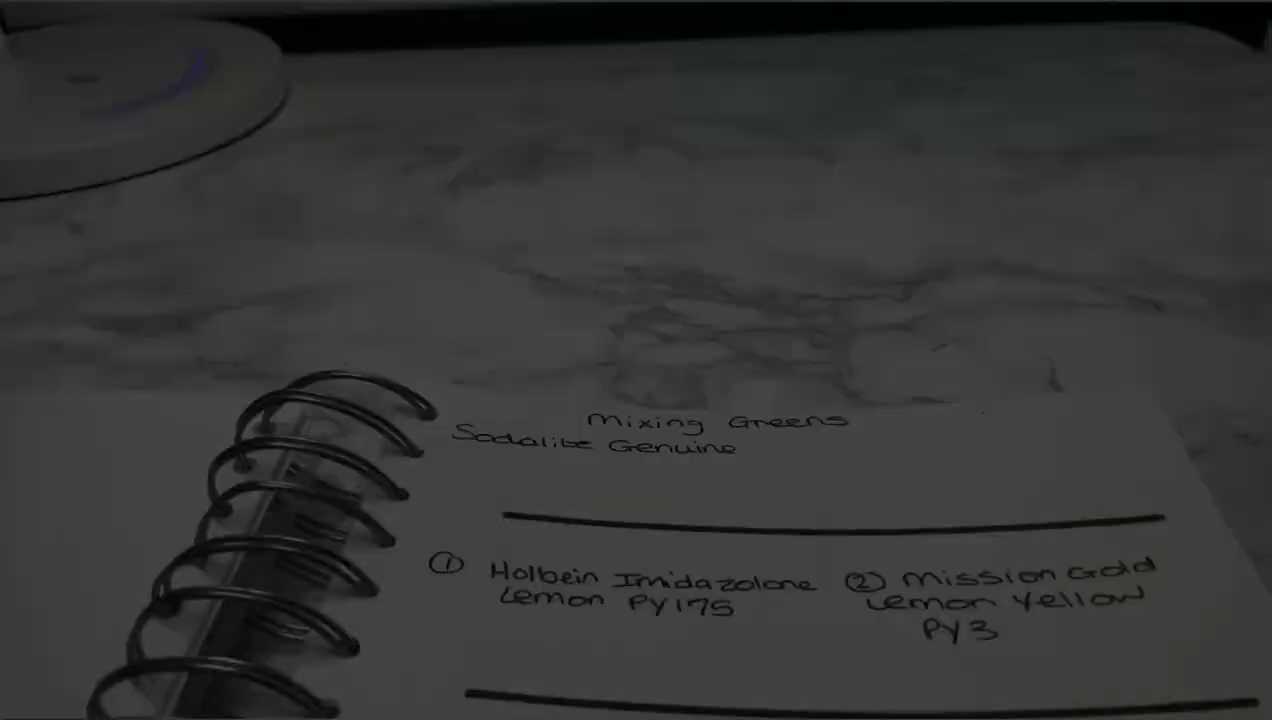 Mixing Greens
Sodalite Genuine
① Holbein Imidazolone
Lemon PY175
② Mission Gold
Lemon Yellow
PY3